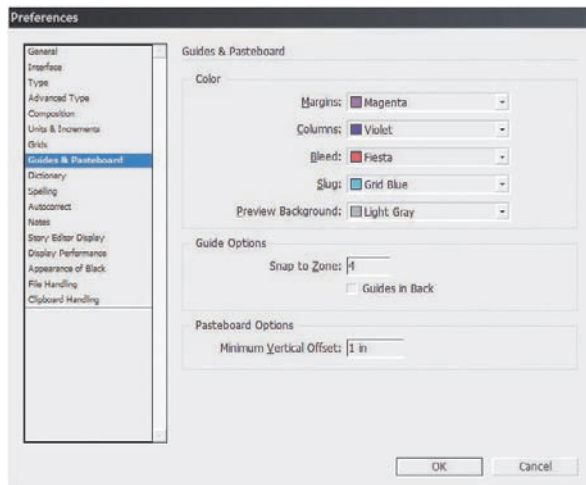 Preferences
General
Interface
Type
Advanced Type
Composition
Units & Increments
Grids
Guides & Pasteboard
Dictionary
Spelling
Autocorrect
Notes
Story Editor Display
Display Performance
Appearance of Black
File Handling
Clipboard Handling
Guides & Pasteboard
Color
Margins: Magenta
Columns: Violet
Bleed: Fiesta
Slug: Grid Blue
Preview Background: Light Gray
Guide Options
Snap to Zone: 4
Guides in Back
Pasteboard Options
Minimum Vertical Offset: 1 in
OK Cancel